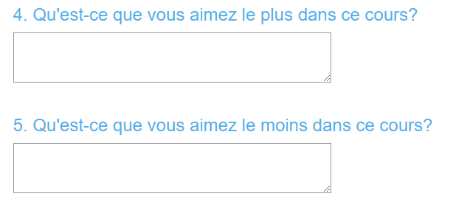 4. Qu'est-ce que vous aimez le plus dans ce cours?
5. Qu'est-ce que vous aimez le moins dans ce cours?